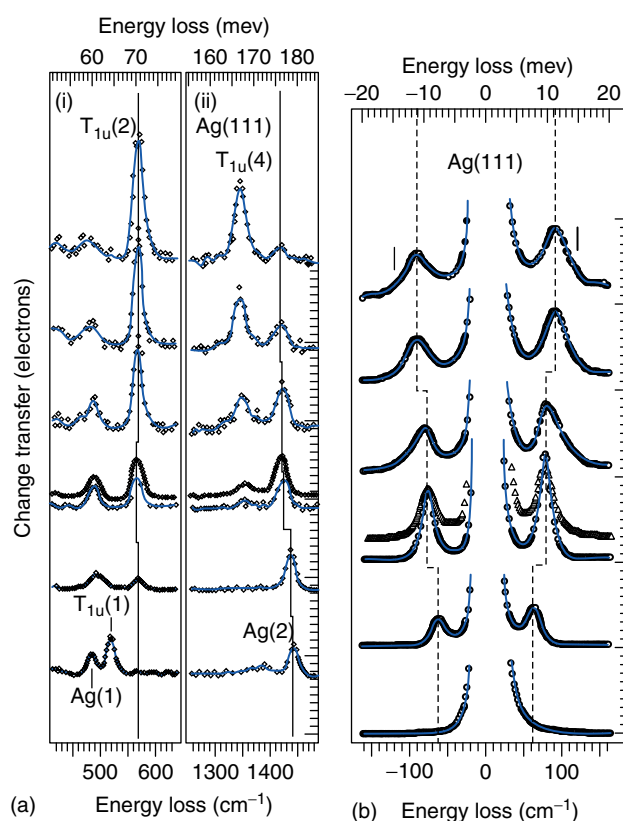 Energy loss (mev)
60 70 160 170 180
(i) (ii)
T1u(2) Ag(111)
T1u(4)
Change transfer (electrons)
T1u(1)
Ag(2)
Ag(1)
500 600 1300 1400
(a) Energy loss (cm−1)
Energy loss (mev)
−20 −10 0 10 20
Ag(111)
−100 0 100
(b) Energy loss (cm−1)